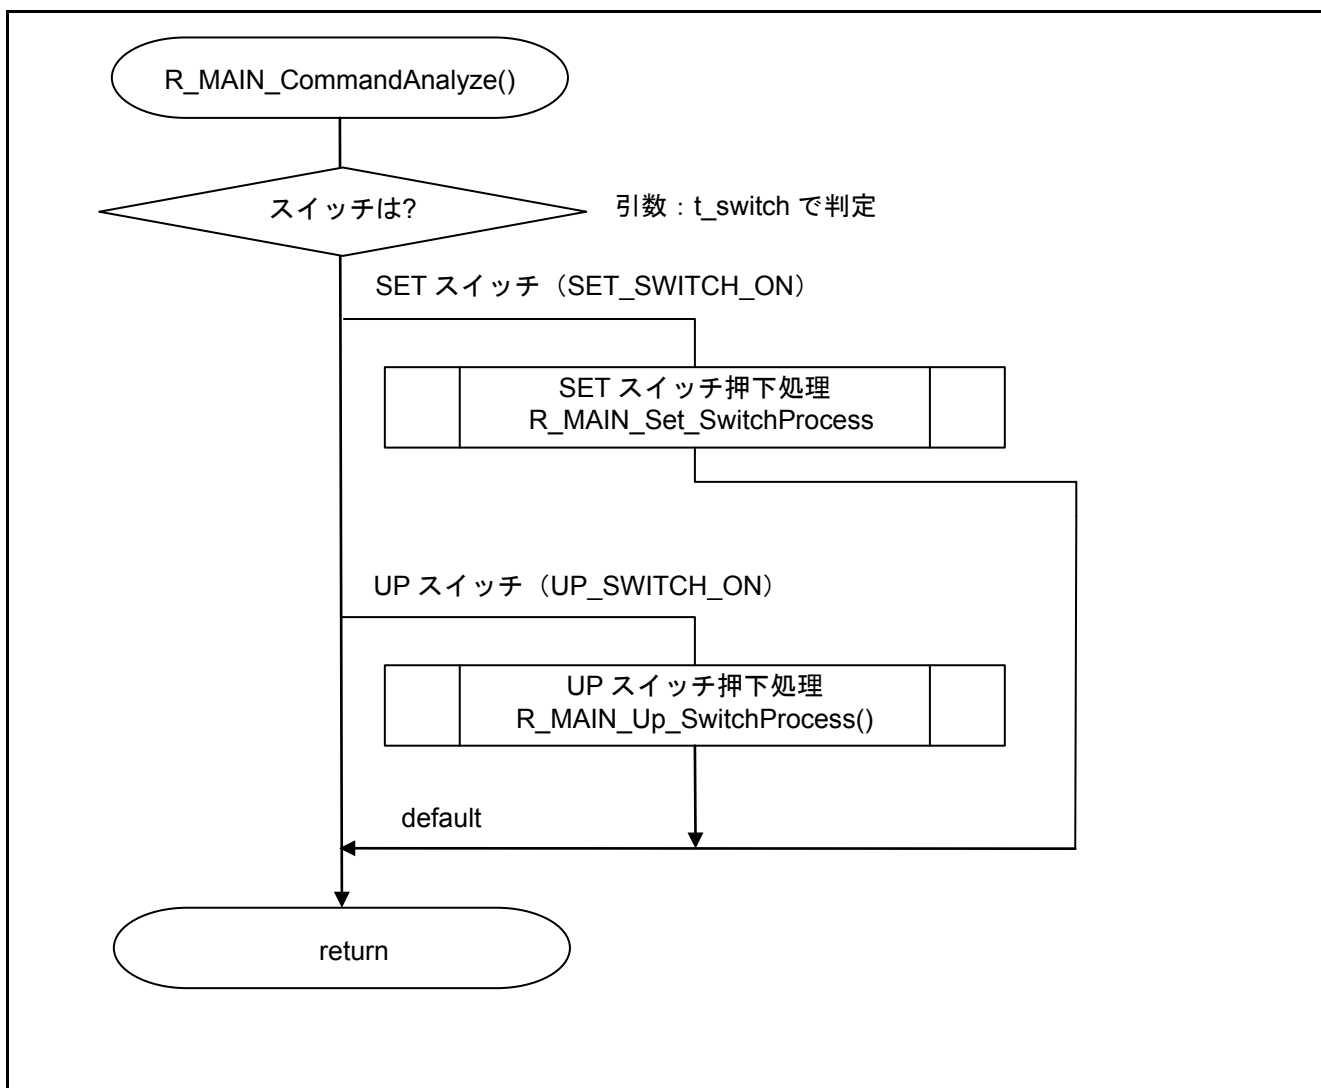 R_MAIN_CommandAnalyze()
スイッチは?
引数：t_switch で判定
SET スイッチ（SET_SWITCH_ON）
SET スイッチ押下処理
R_MAIN_Set_SwitchProcess
UP スイッチ（UP_SWITCH_ON）
UP スイッチ押下処理
R_MAIN_Up_SwitchProcess()
default
return